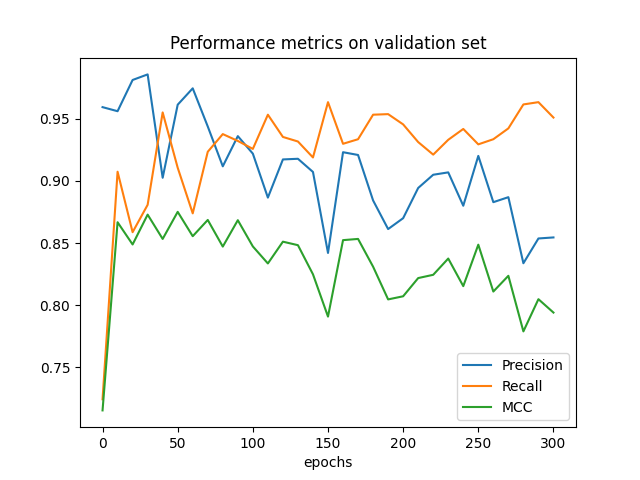 Performance metrics on validation set
0.95
0.90
0.85
0.80
0.75
Precision
Recall
MCC
0 50 100 150 200 250 300
epochs